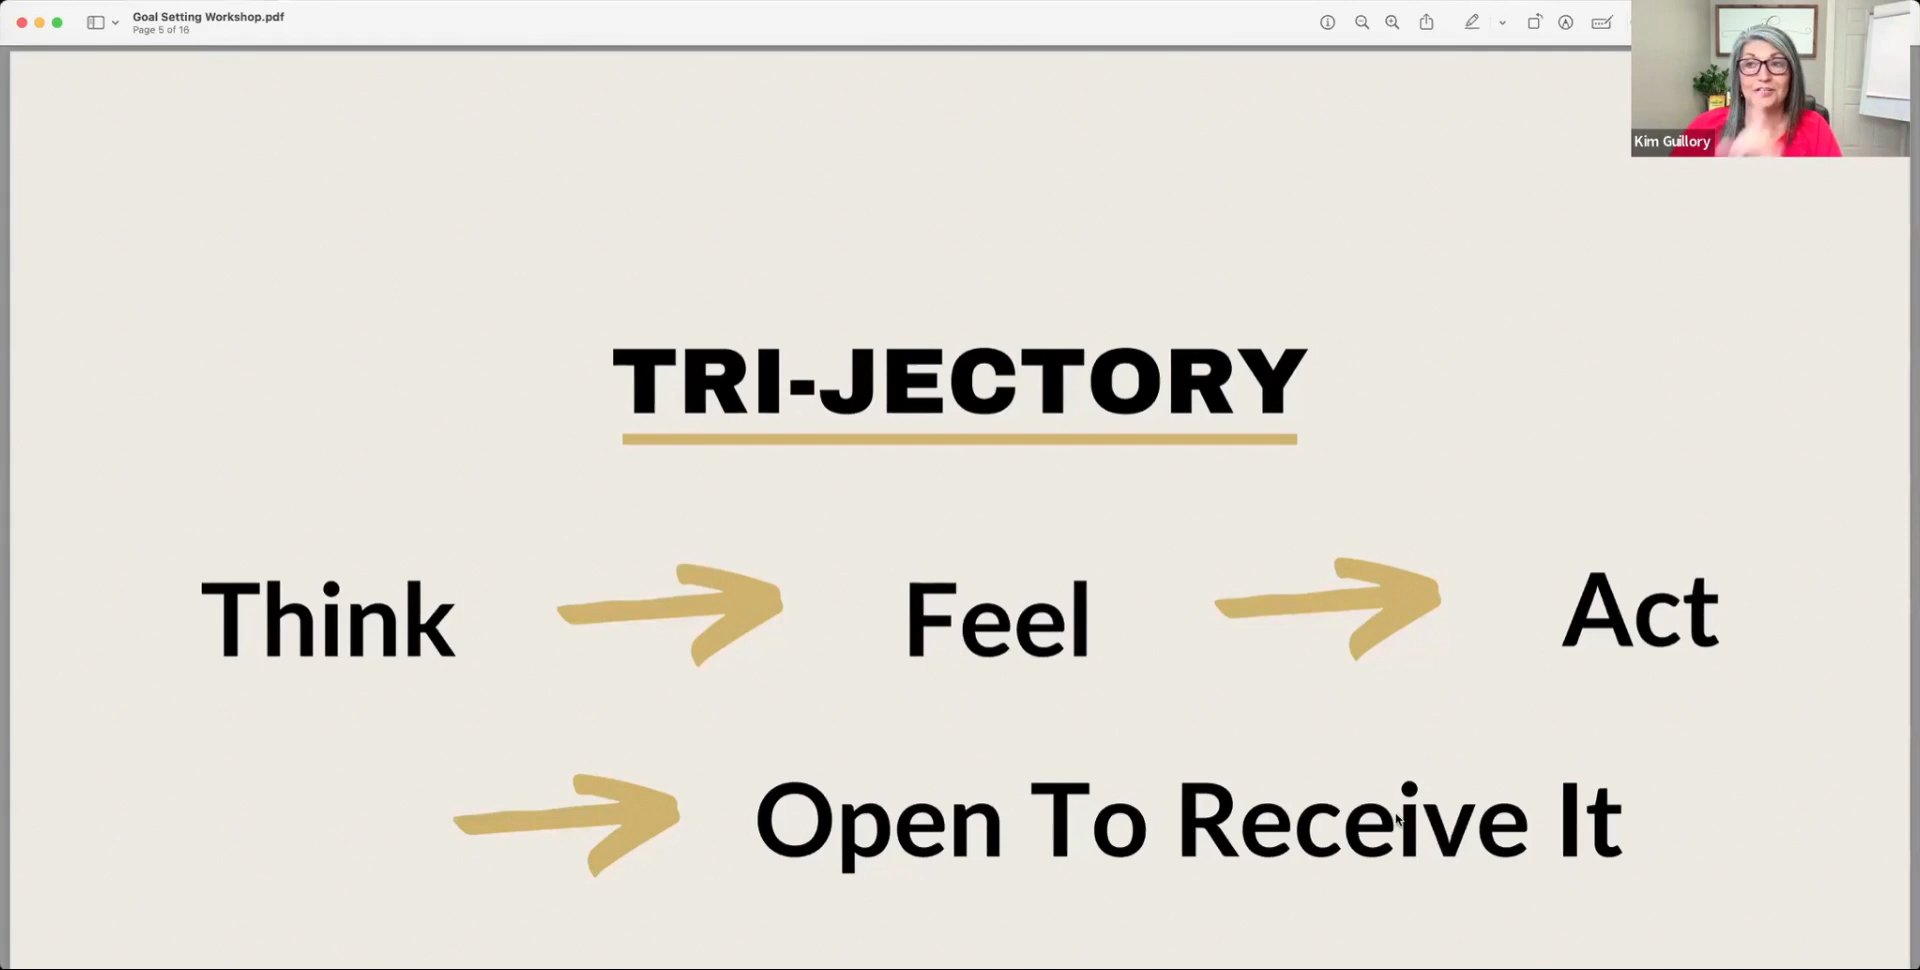 Goal Setting Workshop.pdf
Page 5 of 16
Kim Guillory
TRI-JECTORY
Think Feel Act
Open To Receive It